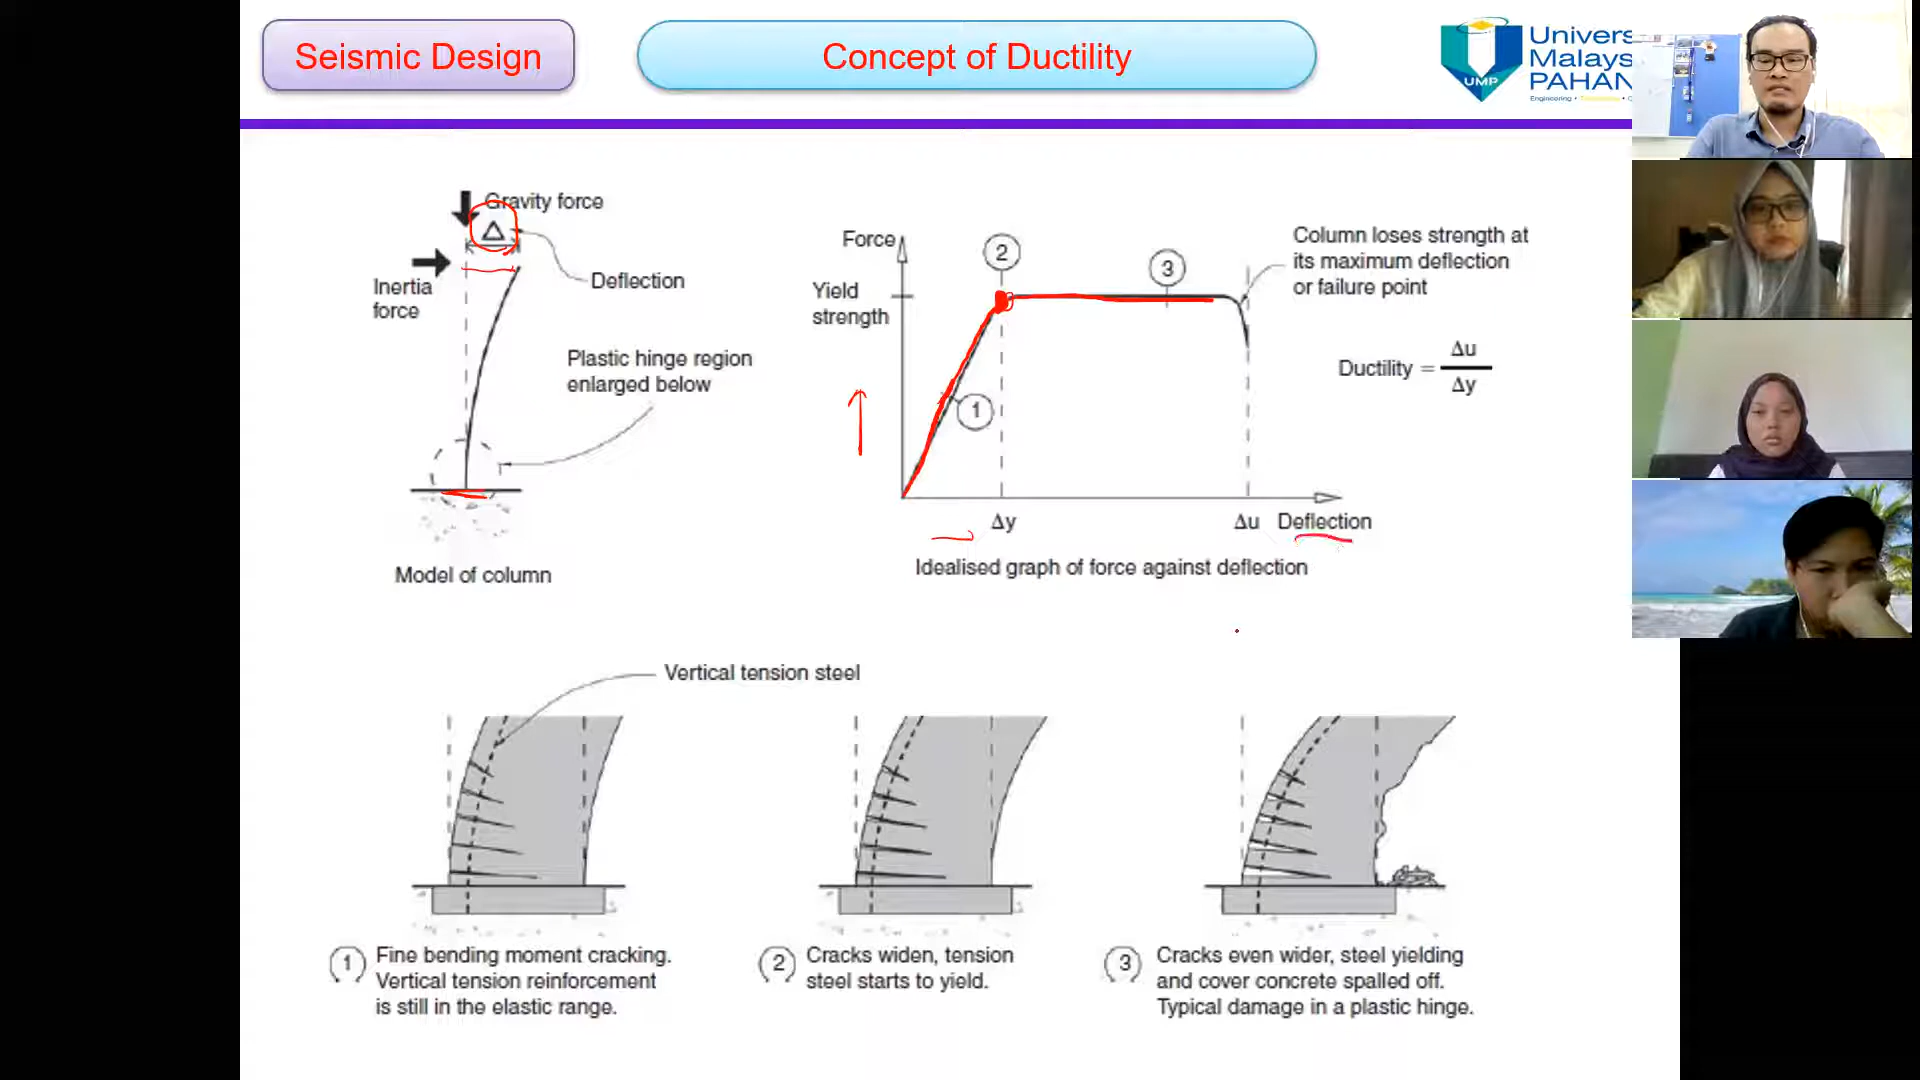 Seismic Design
Concept of Ductility
Univers
Malays
PAHAN
UMP
Gravity force
Δ
Deflection
Inertia
force
Plastic hinge region
enlarged below
Model of column
Force
Yield
strength
2
3
1
Column loses strength at
its maximum deflection
or failure point
Ductility = Δu
Δy
Δy
Δu
Deflection
Idealised graph of force against deflection
Vertical tension steel
1 Fine bending moment cracking.
Vertical tension reinforcement
is still in the elastic range.
2 Cracks widen, tension
steel starts to yield.
3 Cracks even wider, steel yielding
and cover concrete spalled off.
Typical damage in a plastic hinge.